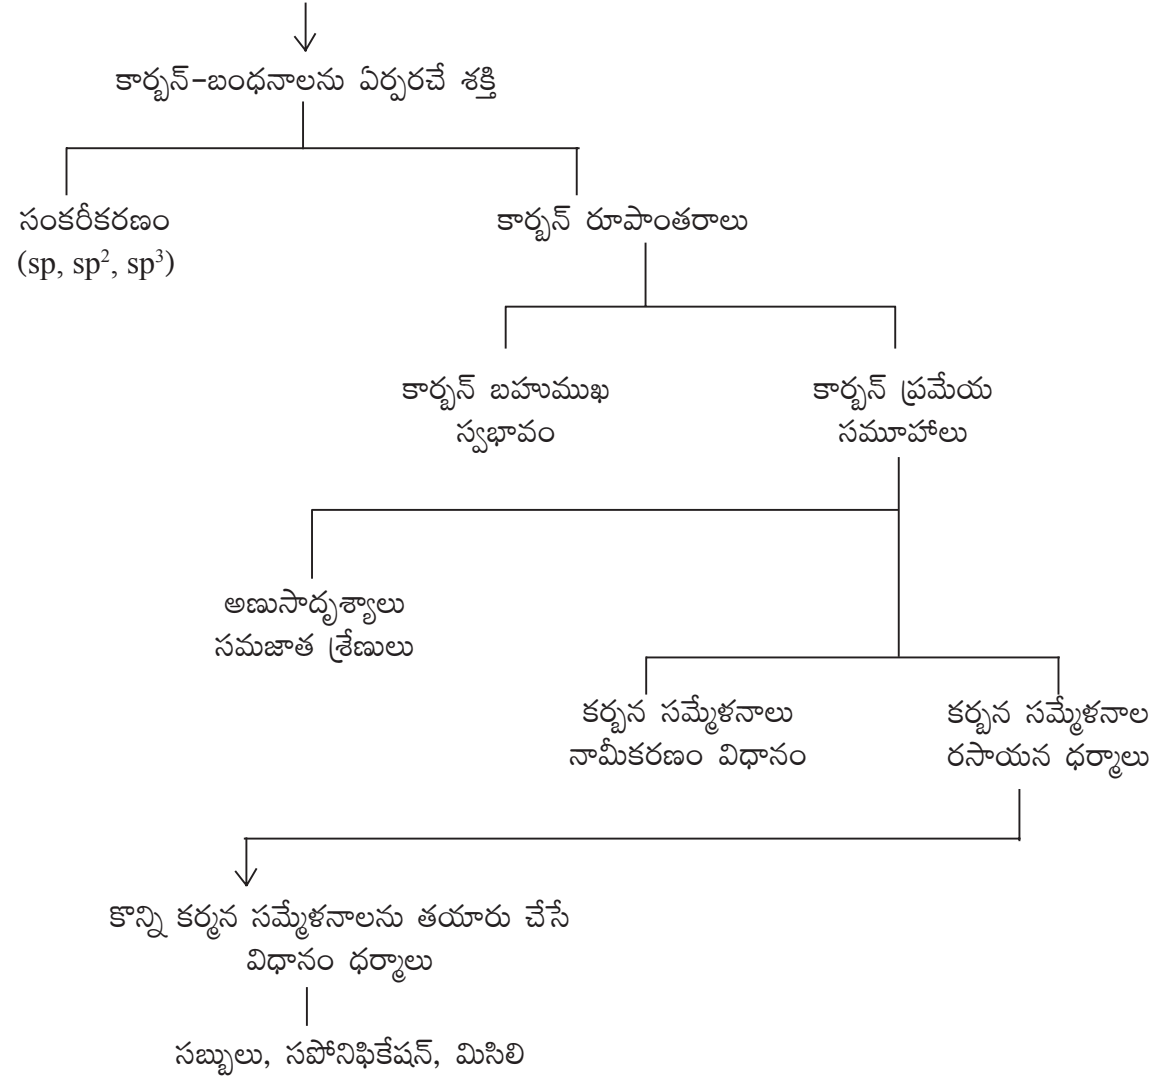 కార్బన్-బంధనాలను ఏర్పరచే శక్తి
సంకరీకరణం
(sp, sp², sp³)
కార్బన్ రూపాంతరాలు
కార్బన్ బహుముఖ
స్వభావం
కార్బన్ ప్రమేయ
సమూహాలు
అణుసాదృశ్యాలు
సమజాత శ్రేణులు
కర్బన సమ్మేళనాలు
నామీకరణం విధానం
కర్బన సమ్మేళనాల
రసాయన ధర్మాలు
కొన్ని కర్మన సమ్మేళనాలను తయారు చేసే
విధానం ధర్మాలు
సబ్బులు, సపోనిఫికేషన్, మిసిలి